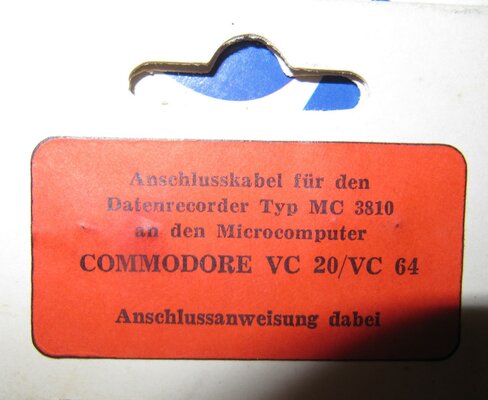 Anschlusskabel für den
Datenrecorder Typ MC 3810
an den Microcomputer
COMMODORE VC 20/VC 64
Anschlussanweisung dabei